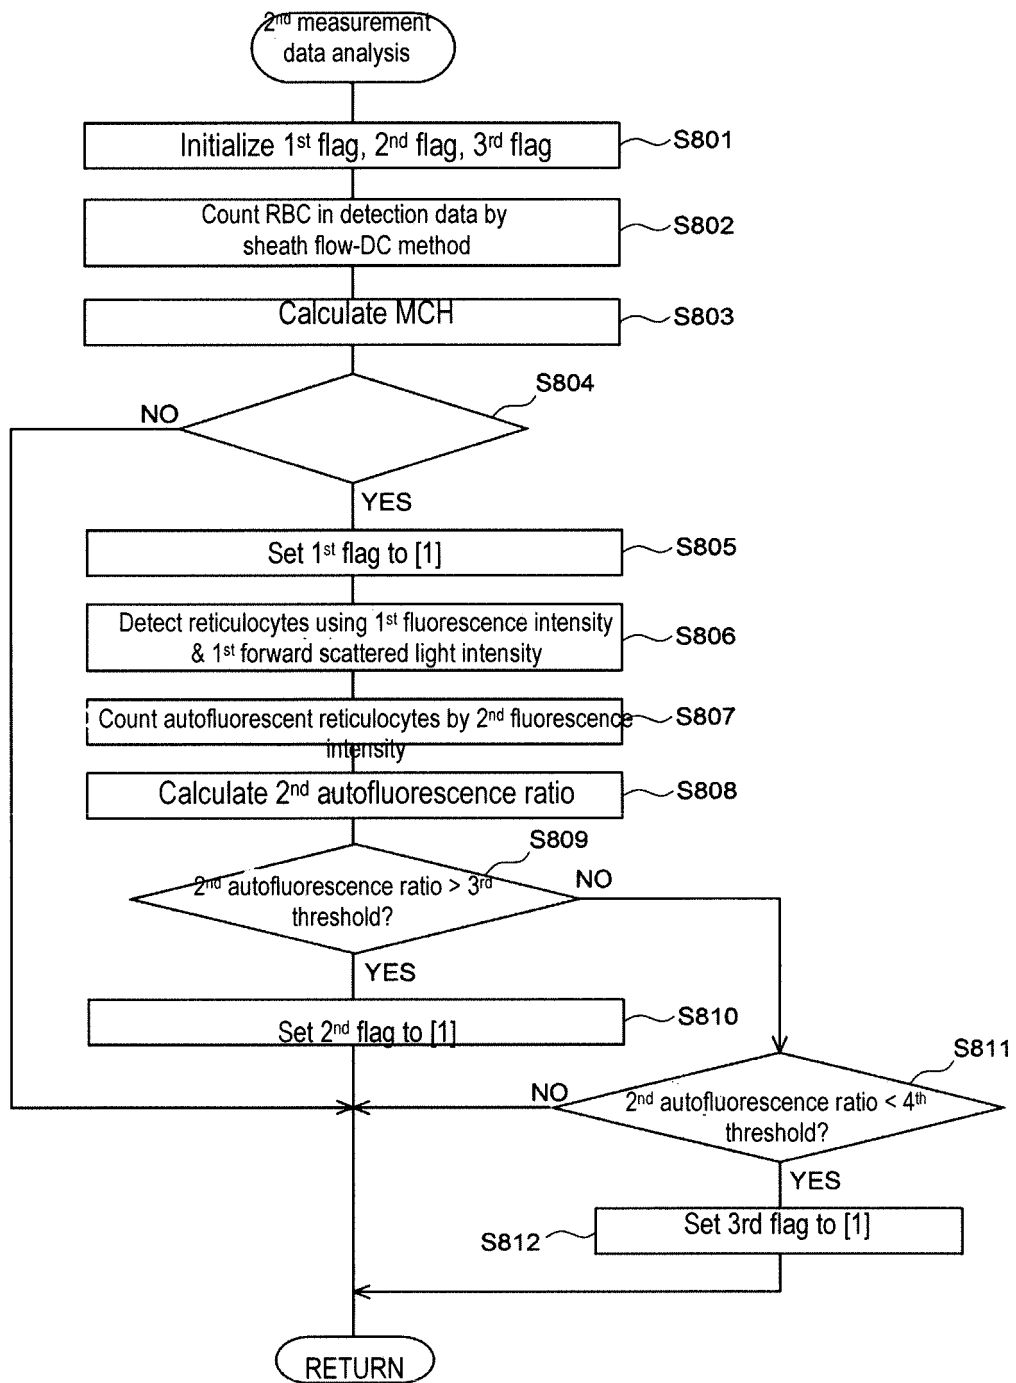 2nd measurement
data analysis
Initialize 1st flag, 2nd flag, 3rd flag
S801
Count RBC in detection data by
sheath flow-DC method
S802
Calculate MCH
S803
S804
NO
YES
Set 1st flag to [1]
S805
Detect reticulocytes using 1st fluorescence intensity
& 1st forward scattered light intensity
S806
Count autofluorescent reticulocytes by 2nd fluorescence
intensity
S807
Calculate 2nd autofluorescence ratio
S808
S809
2nd autofluorescence ratio > 3rd
threshold?
NO
YES
Set 2nd flag to [1]
S810
S811
NO
2nd autofluorescence ratio < 4th
threshold?
YES
Set 3rd flag to [1]
S812
RETURN